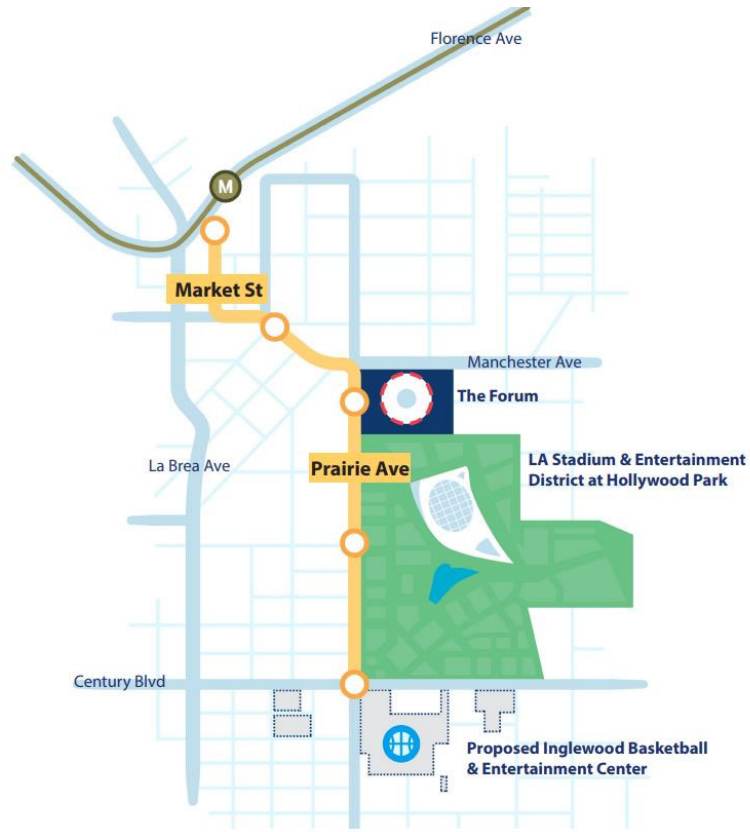 Florence Ave
M
Market St
Manchester Ave
The Forum
La Brea Ave
Prairie Ave
LA Stadium & Entertainment
District at Hollywood Park
Century Blvd
Proposed Inglewood Basketball
& Entertainment Center